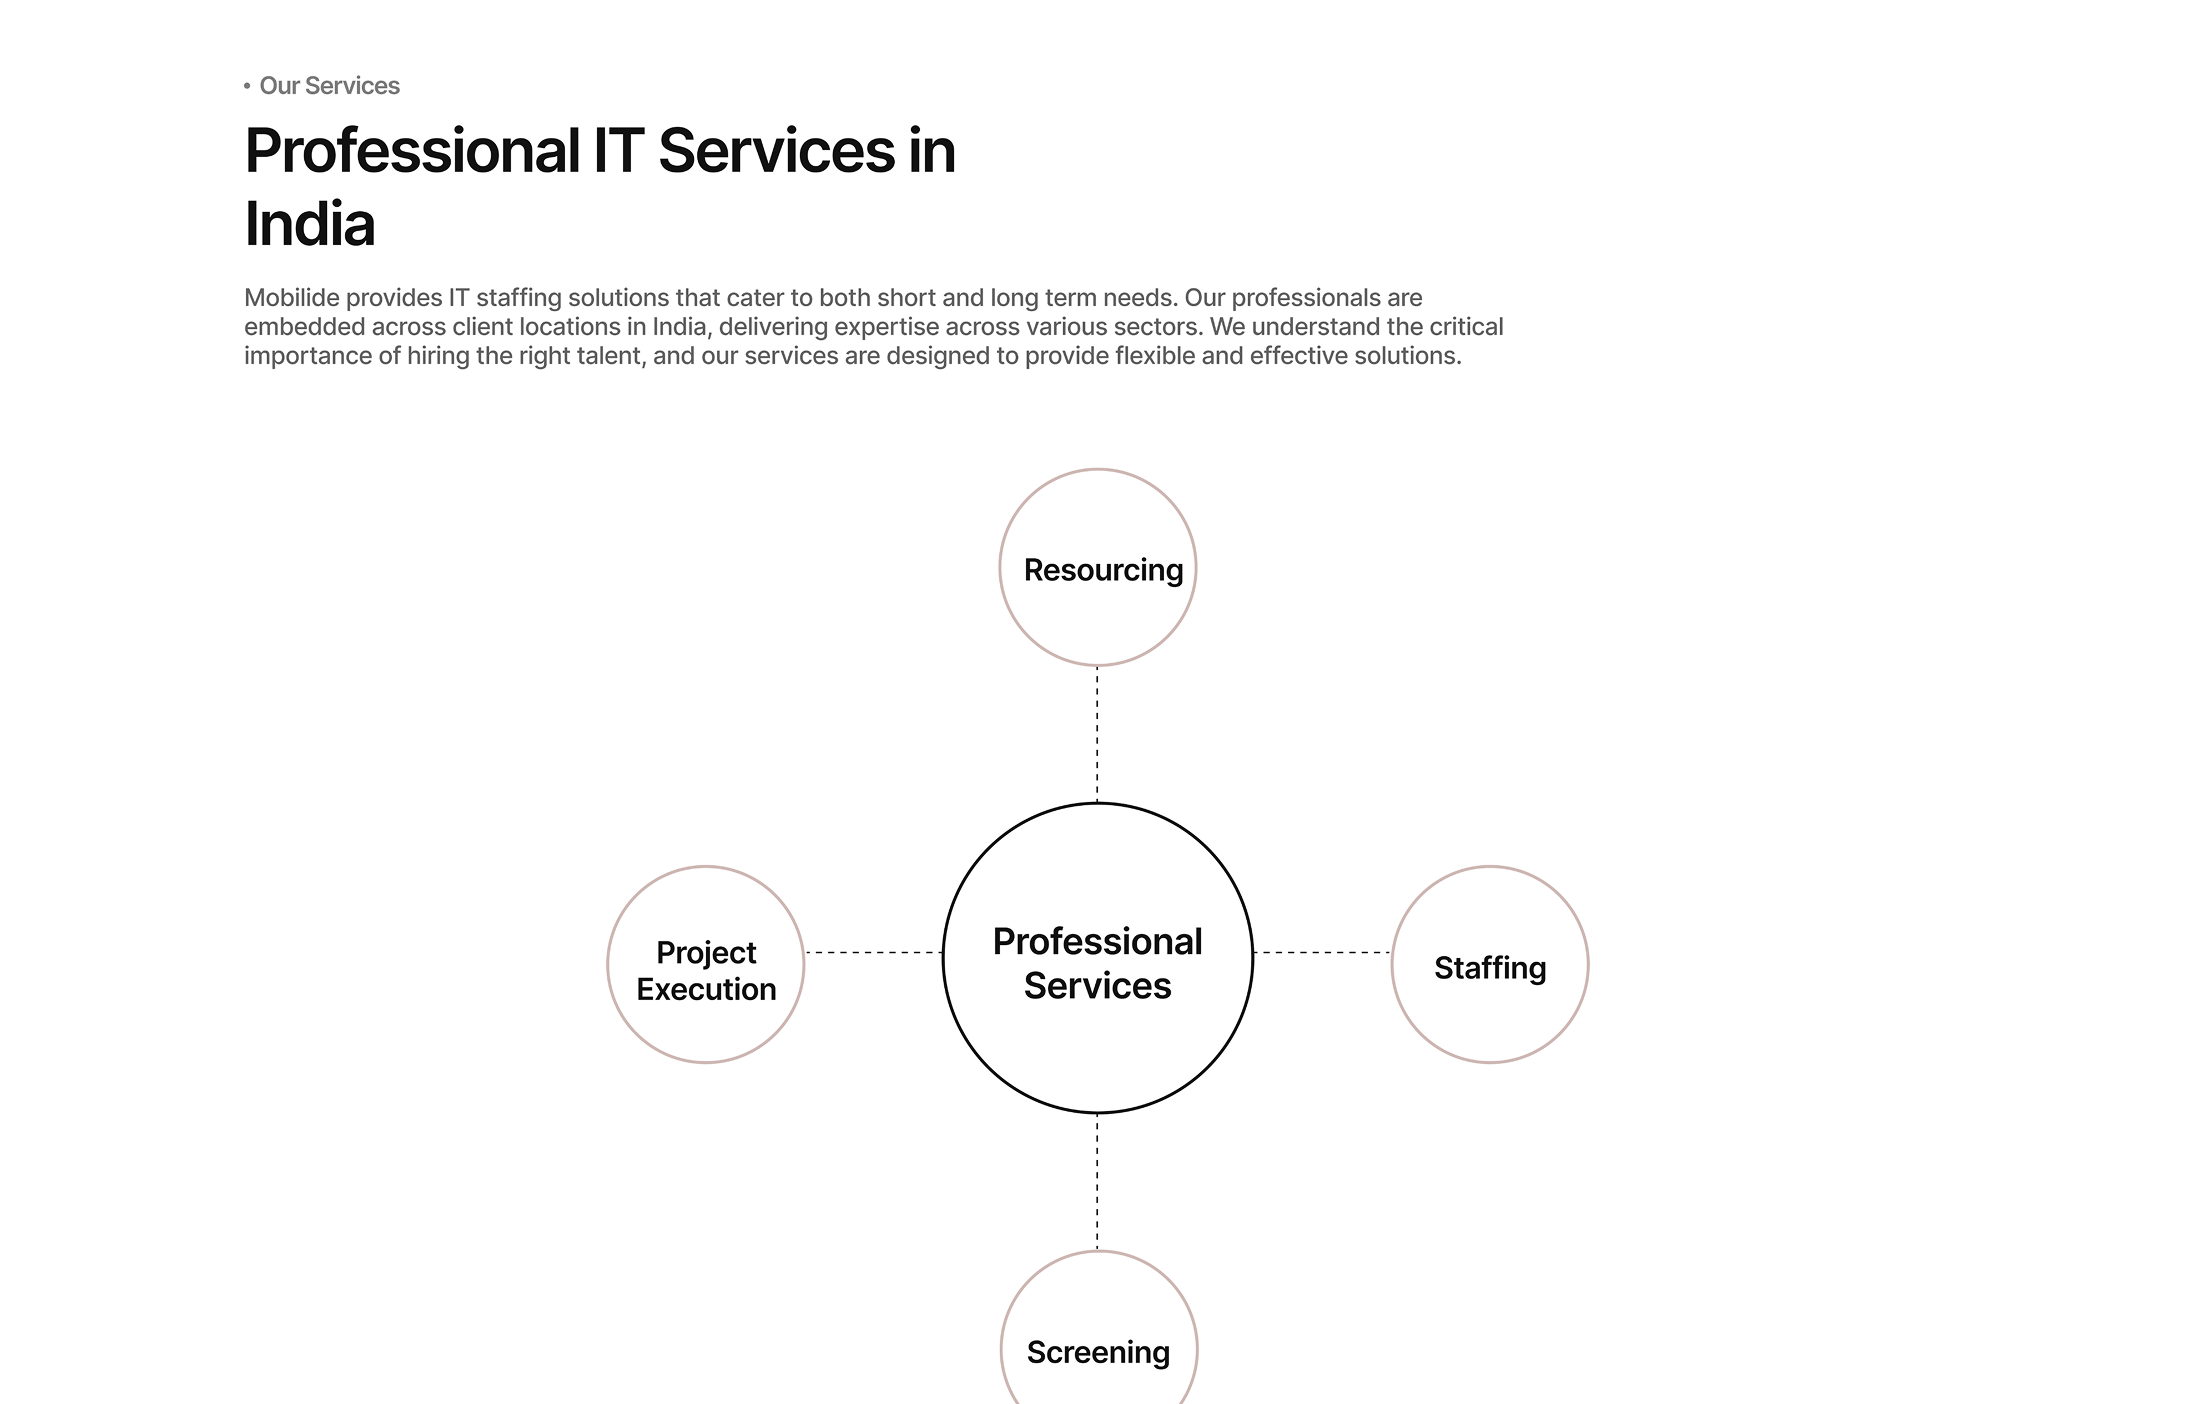 • Our Services
Professional IT Services in
India
Mobilide provides IT staffing solutions that cater to both short and long term needs. Our professionals are
embedded across client locations in India, delivering expertise across various sectors. We understand the critical
importance of hiring the right talent, and our services are designed to provide flexible and effective solutions.
Resourcing
Project
Execution
Professional
Services
Staffing
Screening